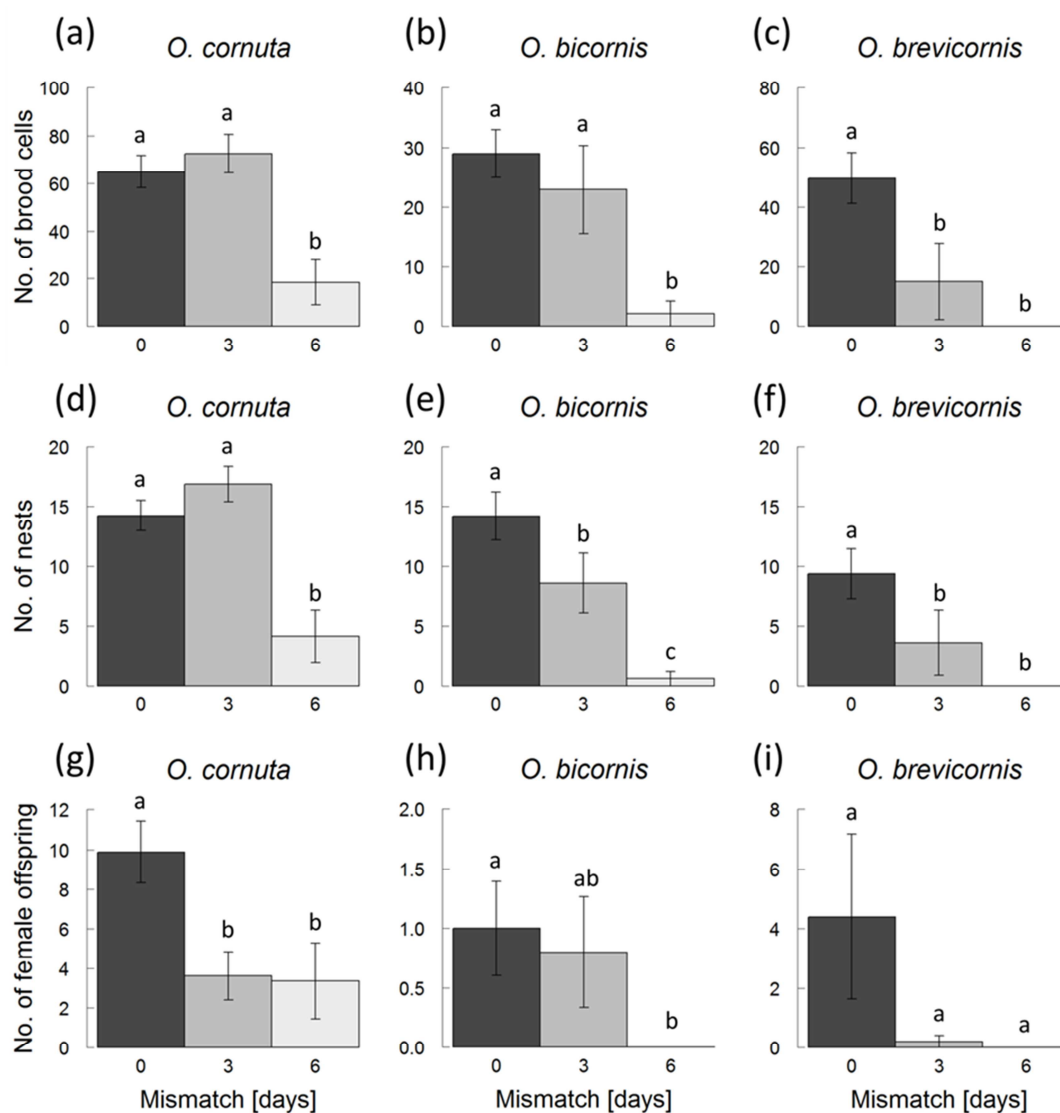 (a) O. cornuta
(b) O. bicornis
(c) O. brevicornis
No. of brood cells
100
80
60
40
20
0
a
a
b
0 3 6
40
30
20
10
0
a
a
b
0 3 6
80
60
40
20
0
a
b
b
0 3 6
(d) O. cornuta
(e) O. bicornis
(f) O. brevicornis
No. of nests
20
15
10
5
0
a
a
b
0 3 6
20
15
10
5
0
a
b
c
0 3 6
20
15
10
5
0
a
b
b
0 3 6
(g) O. cornuta
(h) O. bicornis
(i) O. brevicornis
No. of female offspring
12
10
8
6
4
2
0
a
b
b
0 3 6
Mismatch [days]
2.0
1.5
1.0
0.5
0.0
a
ab
b
0 3 6
Mismatch [days]
8
6
4
2
0
a
a
a
0 3 6
Mismatch [days]